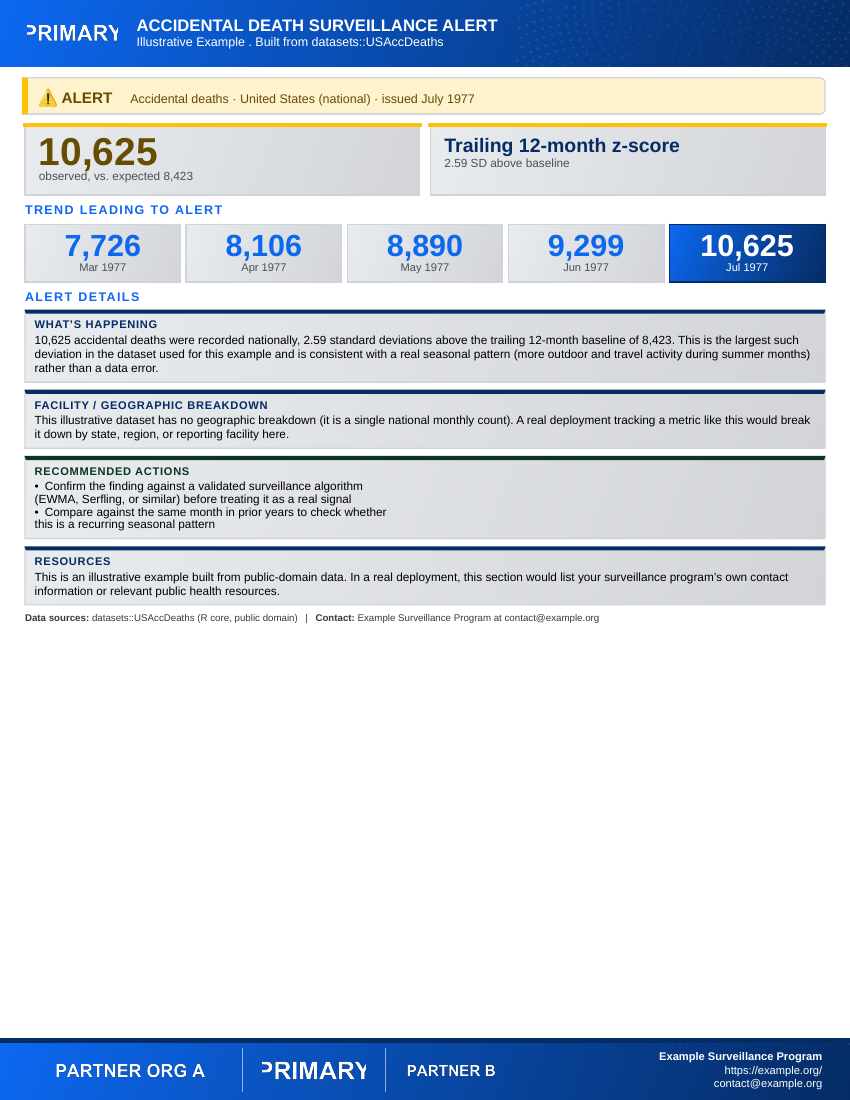 PRIMARY
ACCIDENTAL DEATH SURVEILLANCE ALERT
Illustrative Example . Built from datasets::USAccDeaths
⚠️ ALERT Accidental deaths · United States (national) · issued July 1977
10,625
observed, vs. expected 8,423
Trailing 12-month z-score
2.59 SD above baseline
TREND LEADING TO ALERT
7,726
Mar 1977
8,106
Apr 1977
8,890
May 1977
9,299
Jun 1977
10,625
Jul 1977
ALERT DETAILS
WHAT'S HAPPENING
10,625 accidental deaths were recorded nationally, 2.59 standard deviations above the trailing 12-month baseline of 8,423. This is the largest such
deviation in the dataset used for this example and is consistent with a real seasonal pattern (more outdoor and travel activity during summer months)
rather than a data error.
FACILITY / GEOGRAPHIC BREAKDOWN
This illustrative dataset has no geographic breakdown (it is a single national monthly count). A real deployment tracking a metric like this would break
it down by state, region, or reporting facility here.
RECOMMENDED ACTIONS
• Confirm the finding against a validated surveillance algorithm
(EWMA, Serfling, or similar) before treating it as a real signal
• Compare against the same month in prior years to check whether
this is a recurring seasonal pattern
RESOURCES
This is an illustrative example built from public-domain data. In a real deployment, this section would list your surveillance program's own contact
information or relevant public health resources.
Data sources: datasets::USAccDeaths (R core, public domain) | Contact: Example Surveillance Program at contact@example.org
PARTNER ORG A
PRIMARY
PARTNER B
Example Surveillance Program
https://example.org/
contact@example.org